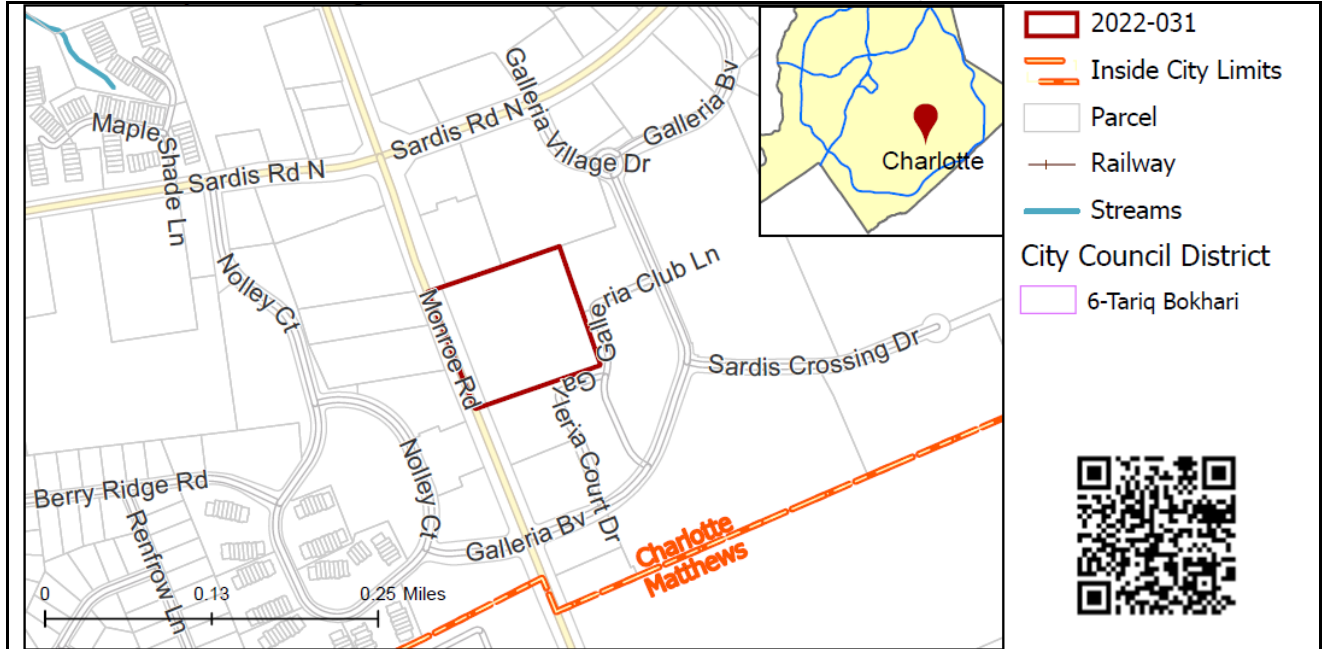 Galleria Village Dr
Galleria Bv
Maple Shade Ln
Sardis Rd N
Sardis Rd N
Charlotte
Nolley Ct
Monroe Rd
Galleria Club Ln
Sardis Crossing Dr
Galleria Court Dr
Nolley Ct
Berry Ridge Rd
Renfrow Ln
Galleria Bv
Charlotte
Matthews
0 0.13 0.25 Miles
2022-031
Inside City Limits
Parcel
Railway
Streams
City Council District
6-Tariq Bokhari